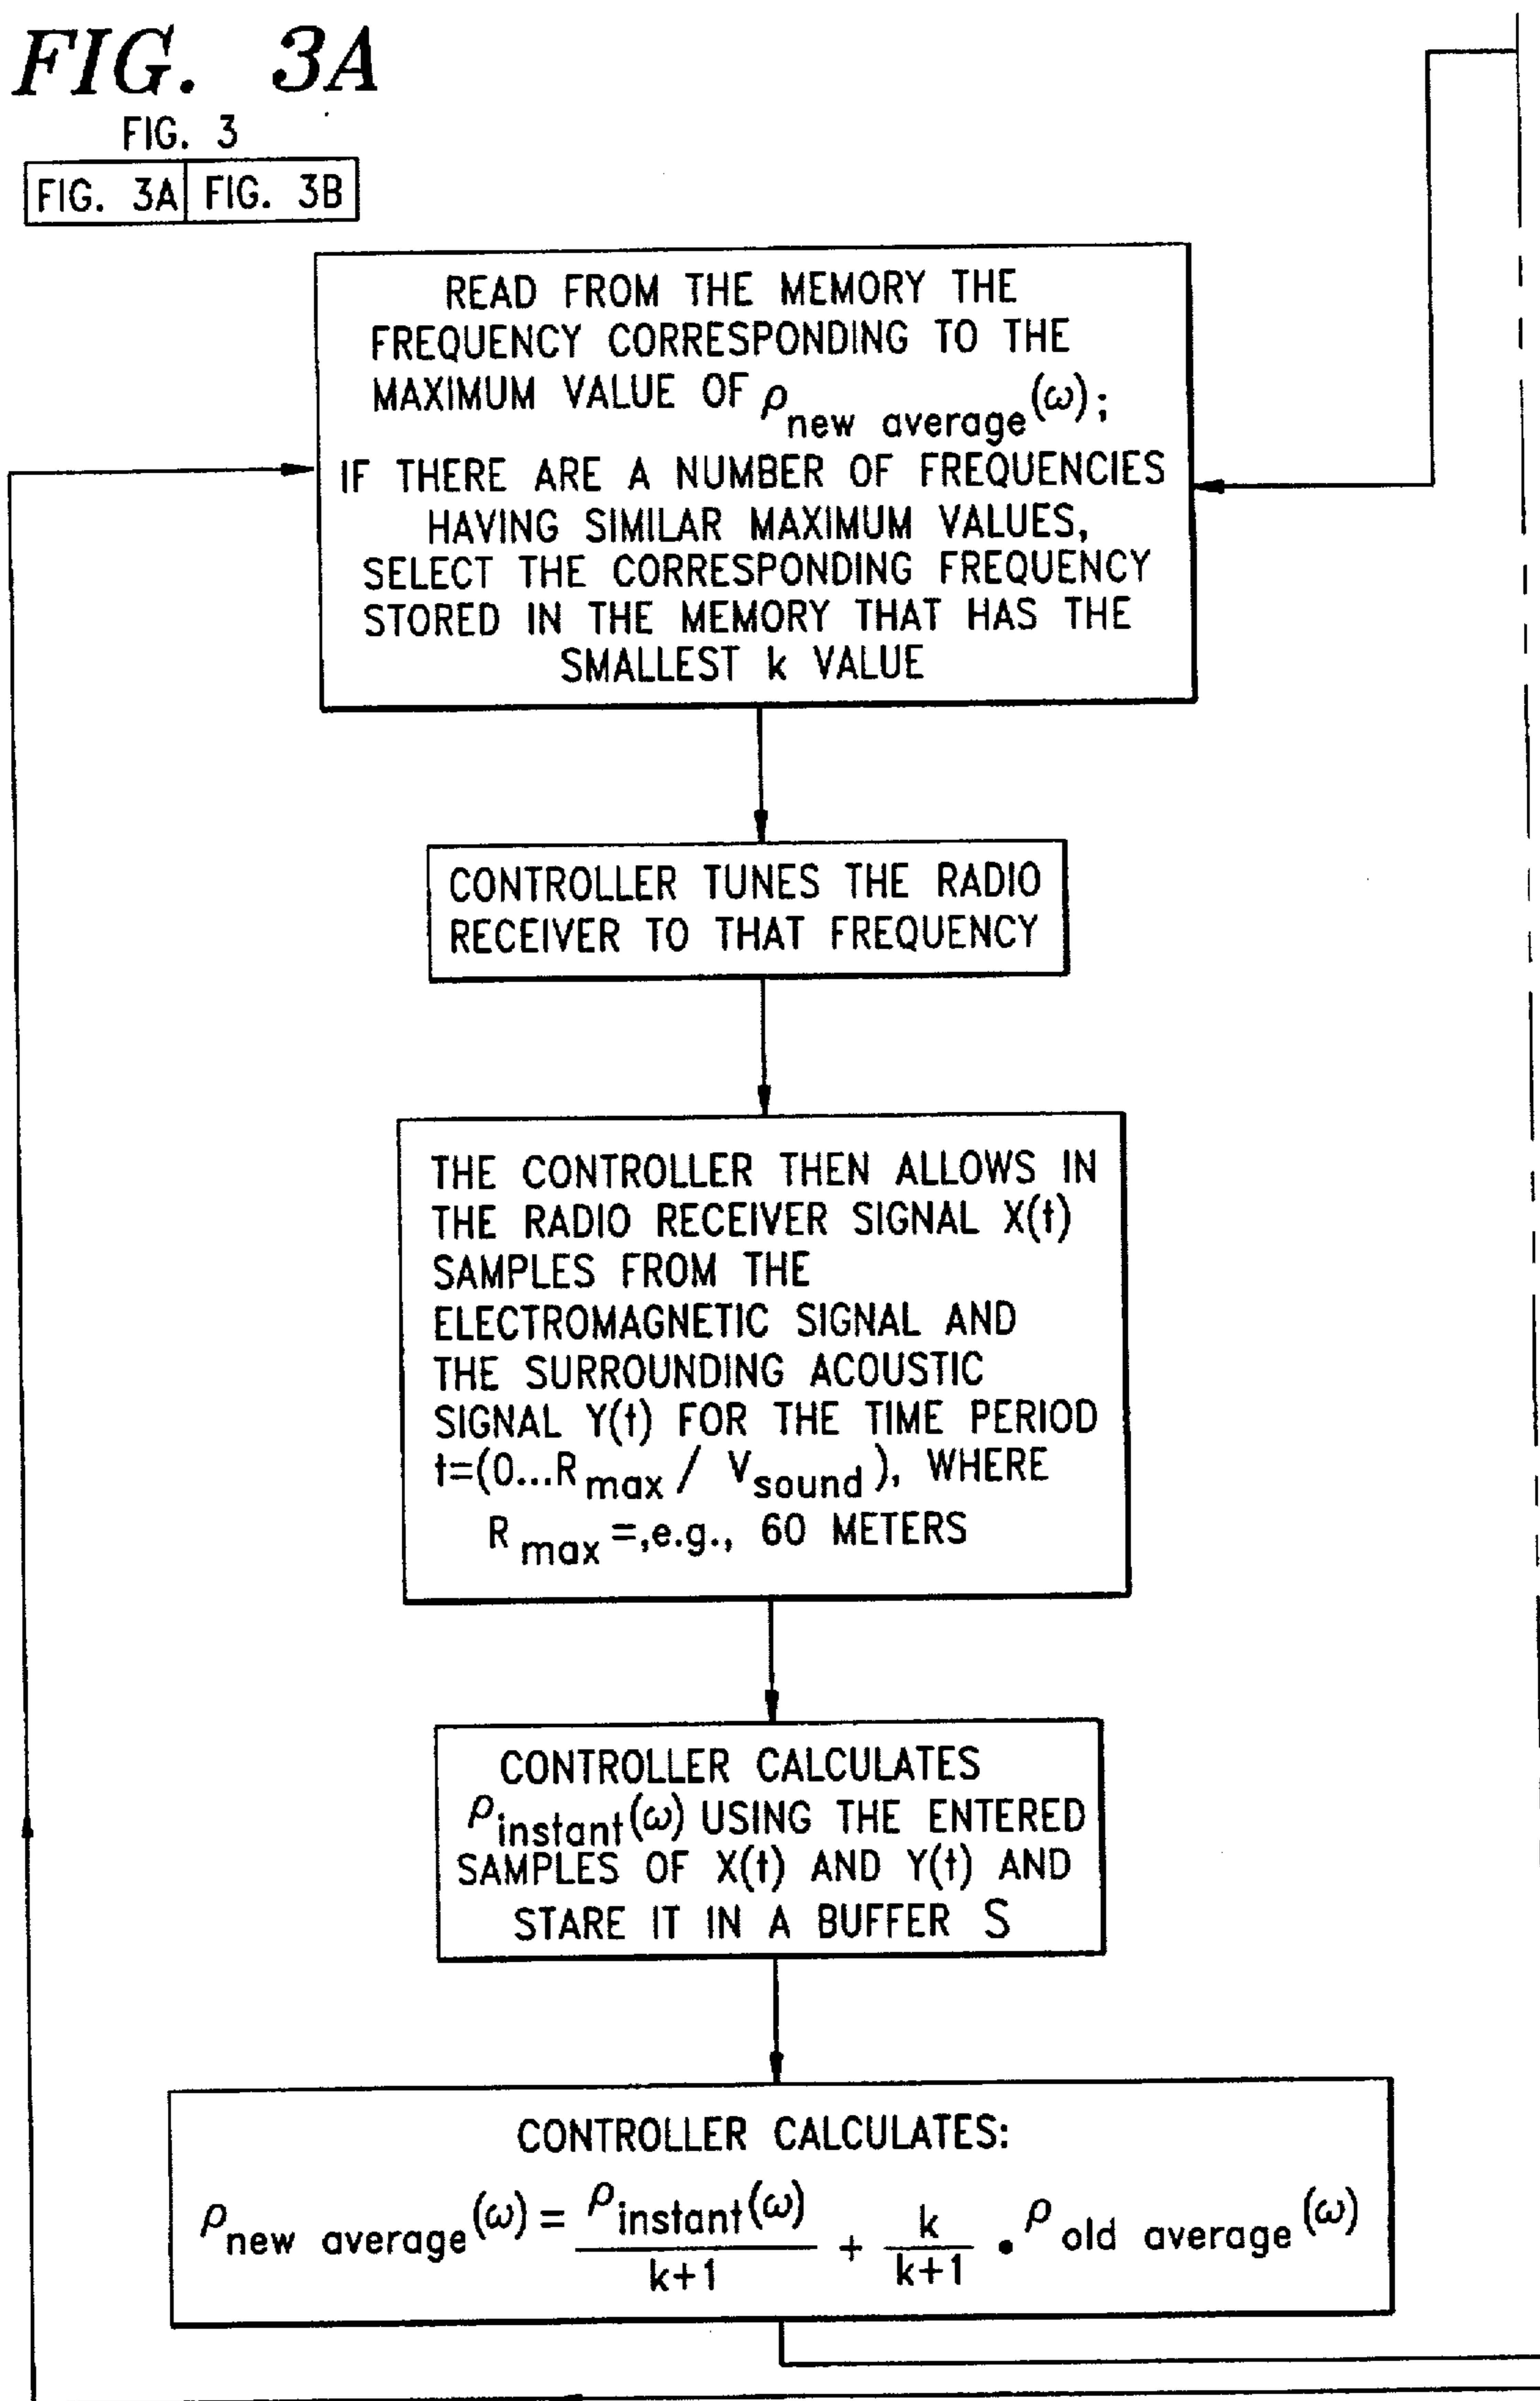 FIG. 3A
FIG. 3
FIG. 3A FIG. 3B
READ FROM THE MEMORY THE
FREQUENCY CORRESPONDING TO THE
MAXIMUM VALUE OF ρnew average(ω);
IF THERE ARE A NUMBER OF FREQUENCIES
HAVING SIMILAR MAXIMUM VALUES,
SELECT THE CORRESPONDING FREQUENCY
STORED IN THE MEMORY THAT HAS THE
SMALLEST k VALUE
CONTROLLER TUNES THE RADIO
RECEIVER TO THAT FREQUENCY
THE CONTROLLER THEN ALLOWS IN
THE RADIO RECEIVER SIGNAL X(t)
SAMPLES FROM THE
ELECTROMAGNETIC SIGNAL AND
THE SURROUNDING ACOUSTIC
SIGNAL Y(t) FOR THE TIME PERIOD
t=(0...Rmax / Vsound), WHERE
Rmax =,e.g., 60 METERS
CONTROLLER CALCULATES
ρinstant(ω) USING THE ENTERED
SAMPLES OF X(t) AND Y(t) AND
STARE IT IN A BUFFER S
CONTROLLER CALCULATES:
ρnew average(ω) = ρinstant(ω)/k+1 + k/k+1 • ρold average(ω)